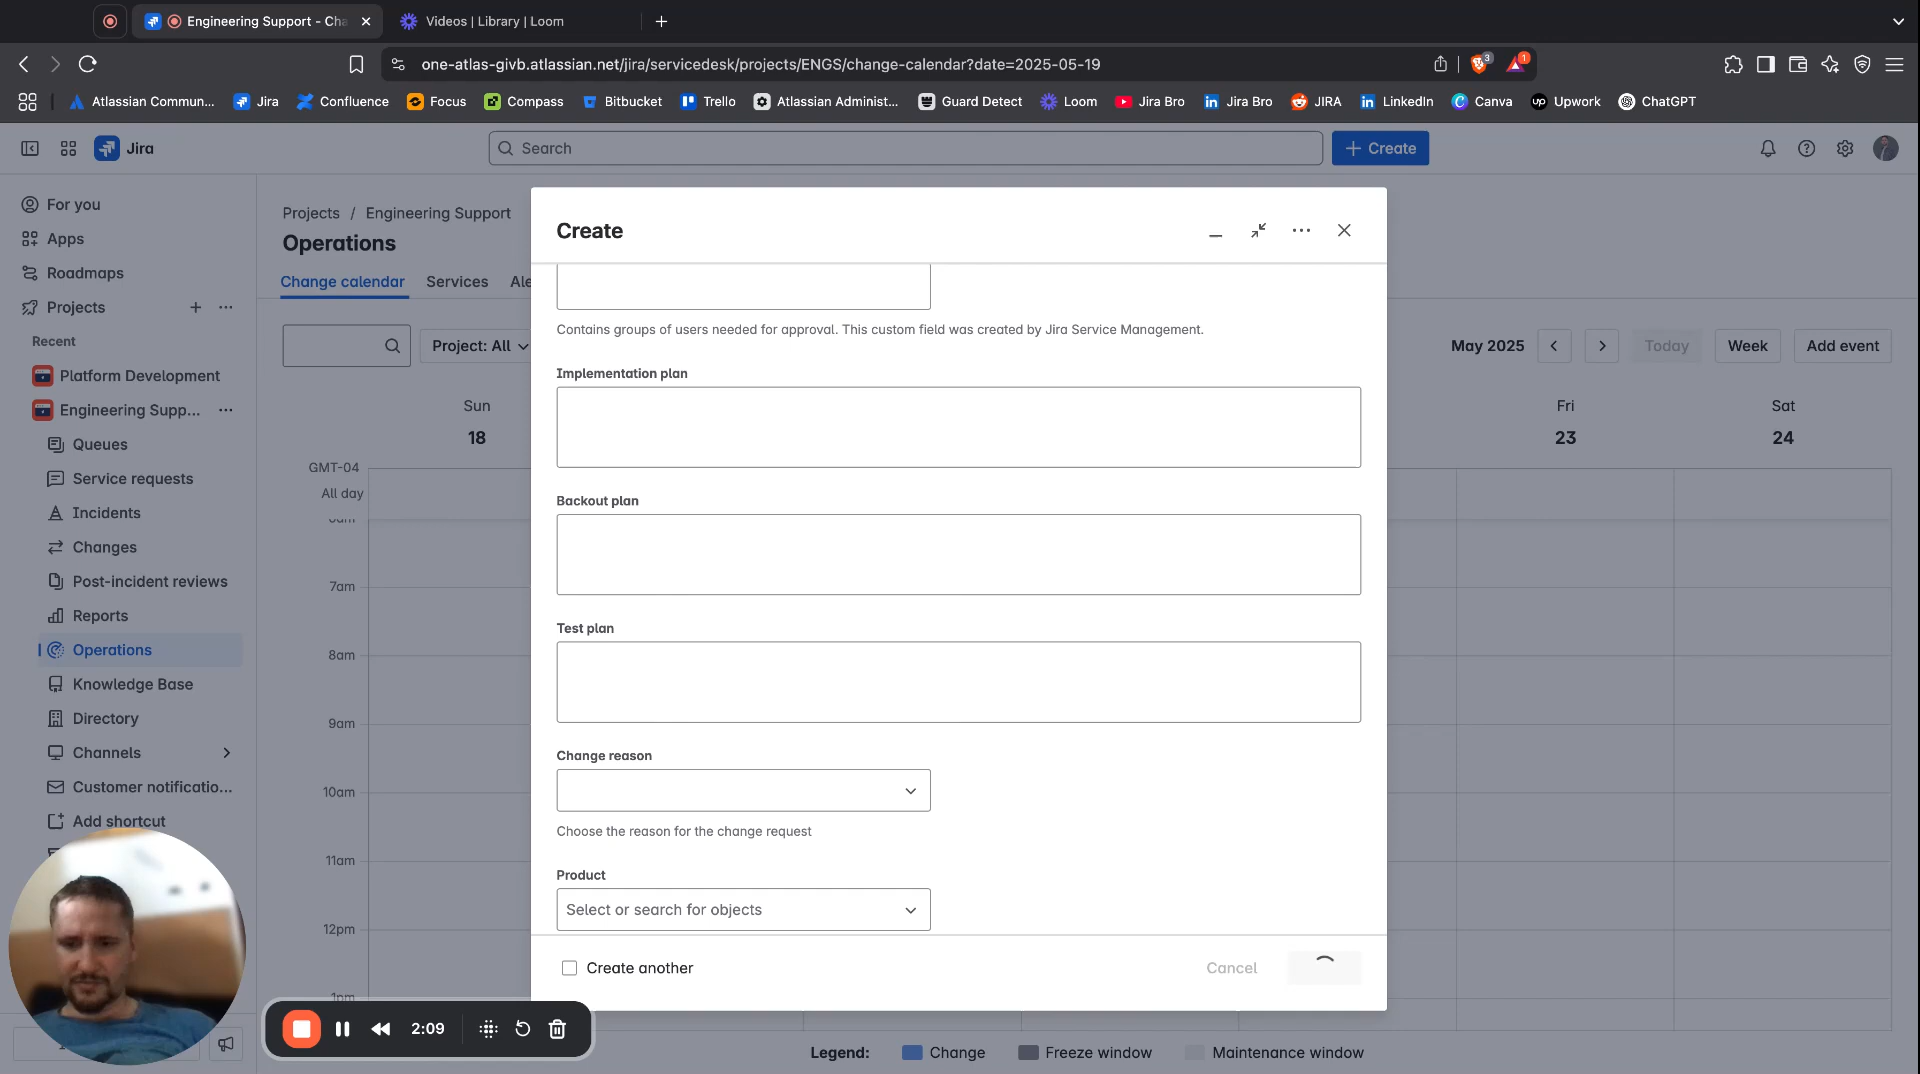 Engineering Support - Cha
Videos | Library | Loom
one-atlas-givb.atlassian.net/jira/servicedesk/projects/ENGS/change-calendar?date=2025-05-19
3
1
Atlassian Commun...
Jira
Confluence
Focus
Compass
Bitbucket
Trello
Atlassian Administ...
Guard Detect
Loom
Jira Bro
Jira Bro
JIRA
LinkedIn
Canva
Upwork
ChatGPT
Jira
Search
Create
For you
Apps
Roadmaps
Projects
Recent
Platform Development
Engineering Supp...
Queues
Service requests
Incidents
Changes
Post-incident reviews
Reports
Operations
Knowledge Base
Directory
Channels
Customer notificatio...
Add shortcut
Projects / Engineering Support
Operations
Change calendar
Services
Ale
Project: All
May 2025
Today
Week
Add event
Sun
18
Fri
23
Sat
24
GMT-04
All day
6am
7am
8am
9am
10am
11am
12pm
1pm
Create
Contains groups of users needed for approval. This custom field was created by Jira Service Management.
Implementation plan
Backout plan
Test plan
Change reason
Choose the reason for the change request
Product
Select or search for objects
Create another
Cancel
2:09
Legend:
Change
Freeze window
Maintenance window